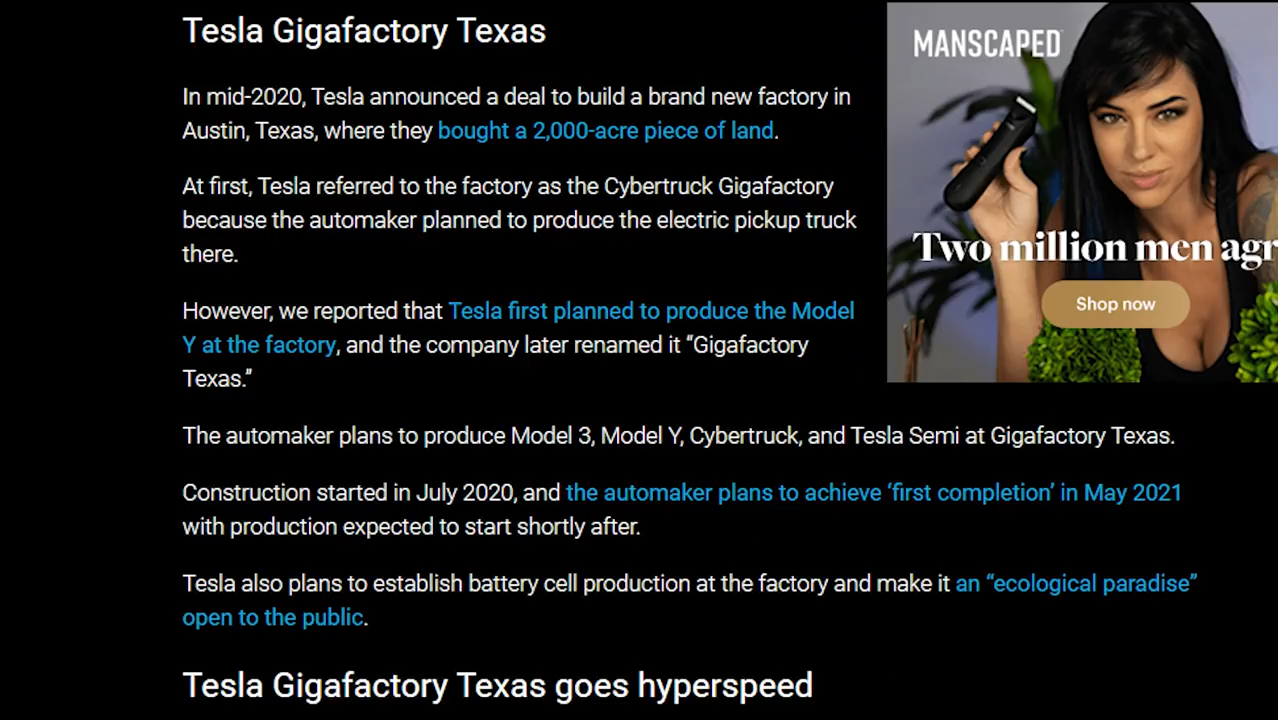 Tesla Gigafactory Texas
In mid-2020, Tesla announced a deal to build a brand new factory in
Austin, Texas, where they bought a 2,000-acre piece of land.
At first, Tesla referred to the factory as the Cybertruck Gigafactory
because the automaker planned to produce the electric pickup truck
there.
However, we reported that Tesla first planned to produce the Model
Y at the factory, and the company later renamed it “Gigafactory
Texas.”
The automaker plans to produce Model 3, Model Y, Cybertruck, and Tesla Semi at Gigafactory Texas.
Construction started in July 2020, and the automaker plans to achieve ‘first completion’ in May 2021
with production expected to start shortly after.
Tesla also plans to establish battery cell production at the factory and make it an “ecological paradise”
open to the public.
Tesla Gigafactory Texas goes hyperspeed
MANSCAPED
Two million men agr
Shop now